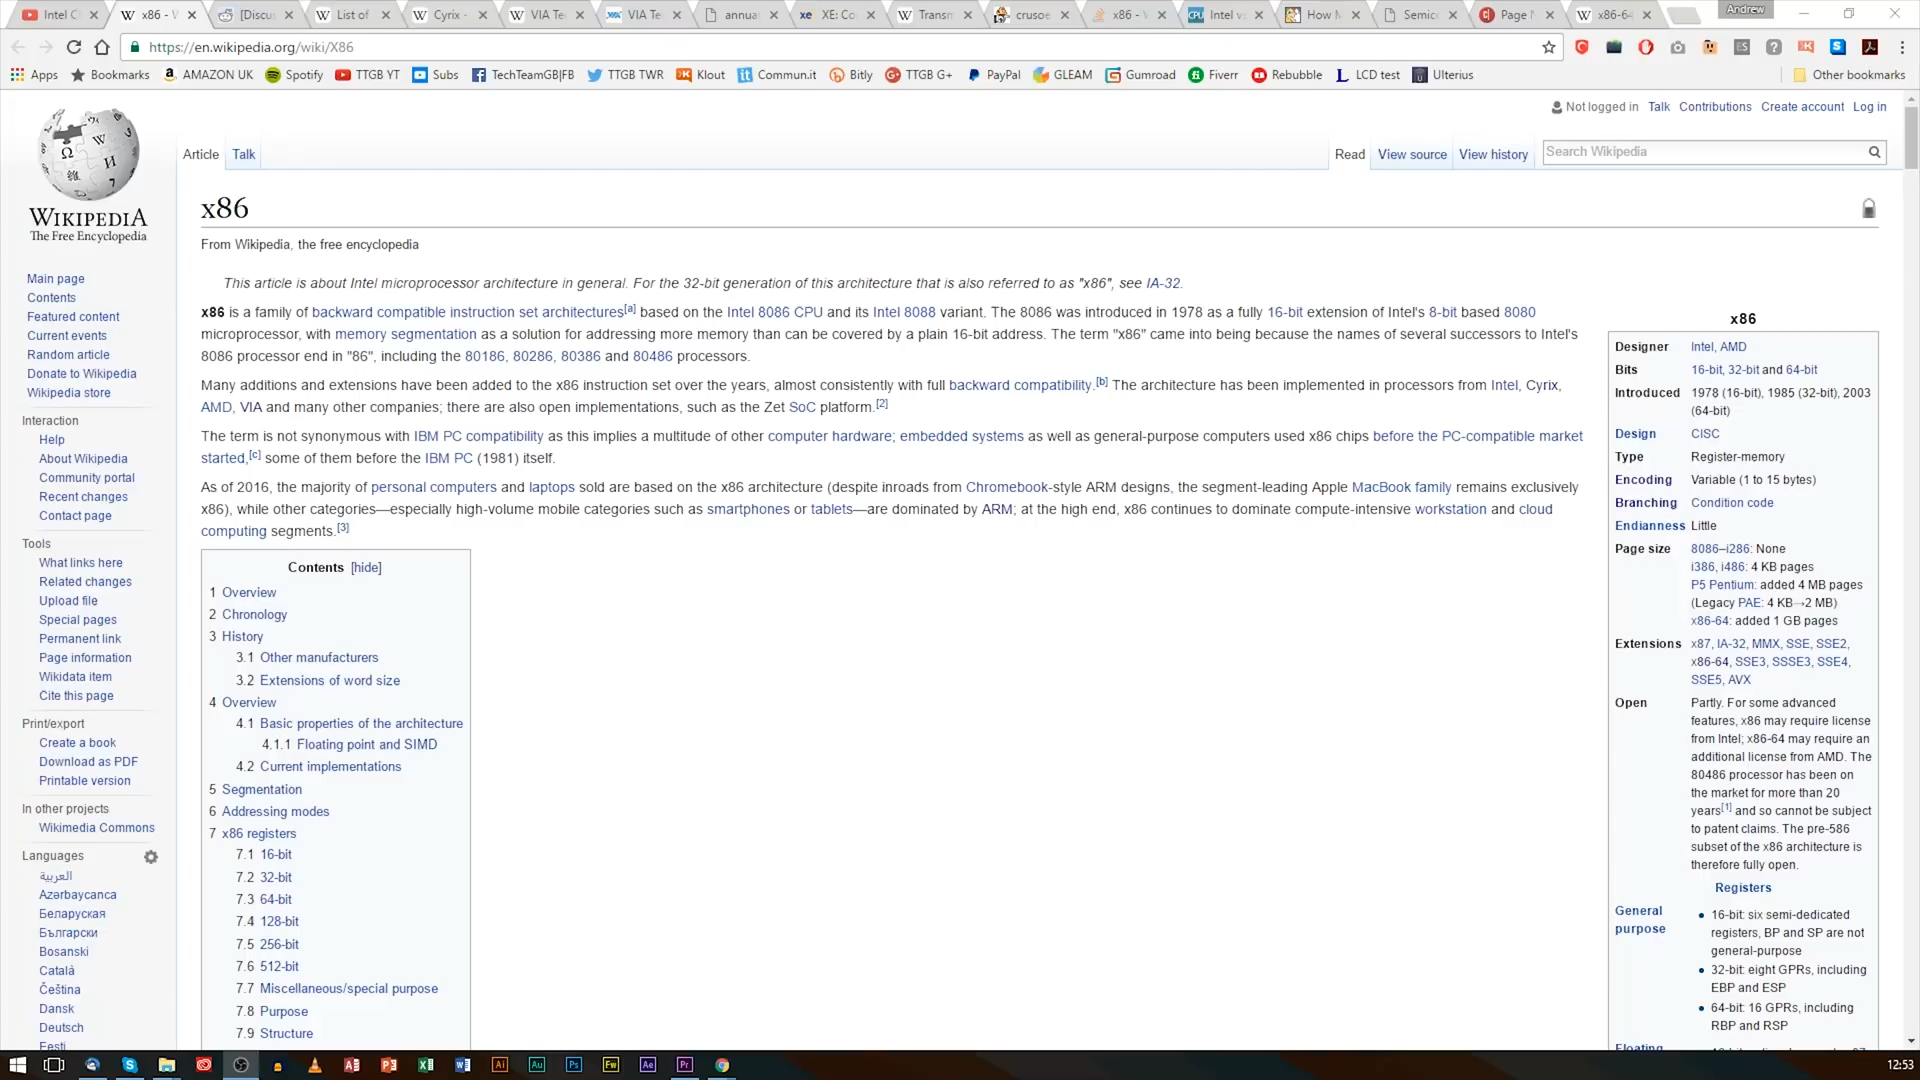 Intel C
x86 - W
[Discus
List of
Cyrix -
VIA Te
VIA Te
annua
XE: Co
Transm
crusoe
x86 -
Intel v
How M
Semic
Page N
x86-64
Andrew
https://en.wikipedia.org/wiki/X86
Apps
Bookmarks
AMAZON UK
Spotify
TTGB YT
Subs
TechTeamGB|FB
TTGB TWR
Klout
Commun.it
Bitly
TTGB G+
PayPal
GLEAM
Gumroad
Fiverr
Rebubble
LCD test
Ulterius
Other bookmarks
Not logged in Talk Contributions Create account Log in
Article Talk
Read View source View history
Search Wikipedia
WIKIPEDIA
The Free Encyclopedia
Main page
Contents
Featured content
Current events
Random article
Donate to Wikipedia
Wikipedia store
Interaction
Help
About Wikipedia
Community portal
Recent changes
Contact page
Tools
What links here
Related changes
Upload file
Special pages
Permanent link
Page information
Wikidata item
Cite this page
Print/export
Create a book
Download as PDF
Printable version
In other projects
Wikimedia Commons
Languages
العربية
Azərbaycanca
Беларуская
Български
Bosanski
Català
Čeština
Dansk
Deutsch
Eesti
x86
From Wikipedia, the free encyclopedia
This article is about Intel microprocessor architecture in general. For the 32-bit generation of this architecture that is also referred to as "x86", see IA-32.
x86 is a family of backward compatible instruction set architectures[a] based on the Intel 8086 CPU and its Intel 8088 variant. The 8086 was introduced in 1978 as a fully 16-bit extension of Intel's 8-bit based 8080
microprocessor, with memory segmentation as a solution for addressing more memory than can be covered by a plain 16-bit address. The term "x86" came into being because the names of several successors to Intel's
8086 processor end in "86", including the 80186, 80286, 80386 and 80486 processors.
Many additions and extensions have been added to the x86 instruction set over the years, almost consistently with full backward compatibility.[b] The architecture has been implemented in processors from Intel, Cyrix,
AMD, VIA and many other companies; there are also open implementations, such as the Zet SoC platform.[2]
The term is not synonymous with IBM PC compatibility as this implies a multitude of other computer hardware; embedded systems as well as general-purpose computers used x86 chips before the PC-compatible market
started,[c] some of them before the IBM PC (1981) itself.
As of 2016, the majority of personal computers and laptops sold are based on the x86 architecture (despite inroads from Chromebook-style ARM designs, the segment-leading Apple MacBook family remains exclusively
x86), while other categories—especially high-volume mobile categories such as smartphones or tablets—are dominated by ARM; at the high end, x86 continues to dominate compute-intensive workstation and cloud
computing segments.[3]
Contents [hide]
1 Overview
2 Chronology
3 History
3.1 Other manufacturers
3.2 Extensions of word size
4 Overview
4.1 Basic properties of the architecture
4.1.1 Floating point and SIMD
4.2 Current implementations
5 Segmentation
6 Addressing modes
7 x86 registers
7.1 16-bit
7.2 32-bit
7.3 64-bit
7.4 128-bit
7.5 256-bit
7.6 512-bit
7.7 Miscellaneous/special purpose
7.8 Purpose
7.9 Structure
x86
Designer Intel, AMD
Bits 16-bit, 32-bit and 64-bit
Introduced 1978 (16-bit), 1985 (32-bit), 2003
(64-bit)
Design CISC
Type Register-memory
Encoding Variable (1 to 15 bytes)
Branching Condition code
Endianness Little
Page size 8086–i286: None
i386, i486: 4 KB pages
P5 Pentium: added 4 MB pages
(Legacy PAE: 4 KB→2 MB)
x86-64: added 1 GB pages
Extensions x87, IA-32, MMX, SSE, SSE2,
x86-64, SSE3, SSSE3, SSE4,
SSE5, AVX
Open Partly. For some advanced
features, x86 may require license
from Intel; x86-64 may require an
additional license from AMD. The
80486 processor has been on
the market for more than 20
years[1] and so cannot be subject
to patent claims. The pre-586
subset of the x86 architecture is
therefore fully open.
Registers
General
purpose
• 16-bit: six semi-dedicated
registers, BP and SP are not
general-purpose
• 32-bit: eight GPRs, including
EBP and ESP
• 64-bit: 16 GPRs, including
RBP and RSP
Floating
12:53